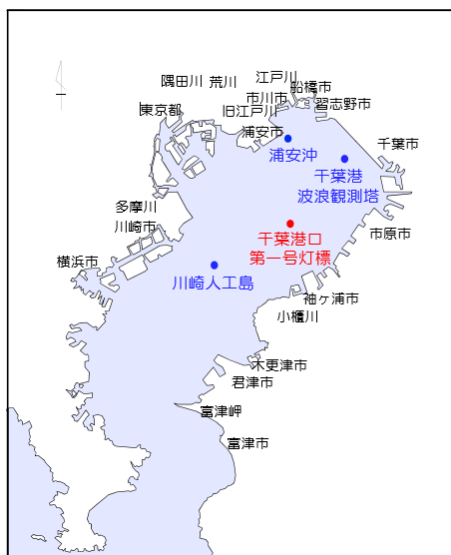 隅田川
荒川
江戸川
船橋市
市川市
習志野市
東京都
旧江戸川
浦安市
千葉市
浦安沖
千葉港
波浪観測塔
多摩川
川崎市
市原市
千葉港口
第一号灯標
横浜市
川崎人工島
袖ヶ浦市
小櫃川
木更津市
君津市
富津岬
富津市